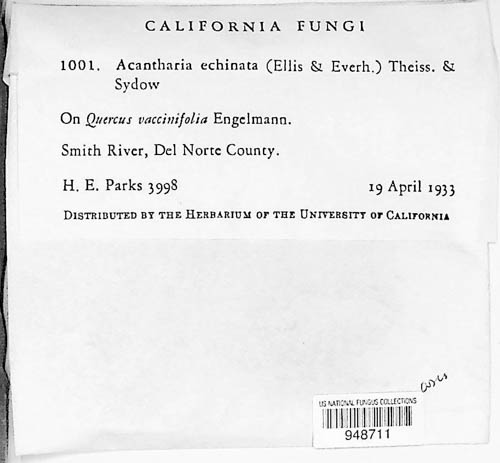 CALIFORNIA FUNGI
1001. Acantharia echinata (Ellis & Everh.) Theiss. &
Sydow
On Quercus vaccinifolia Engelmann.
Smith River, Del Norte County.
H. E. Parks 3998 19 April 1933
DISTRIBUTED BY THE HERBARIUM OF THE UNIVERSITY OF CALIFORNIA
US NATIONAL FUNGUS COLLECTIONS
948711